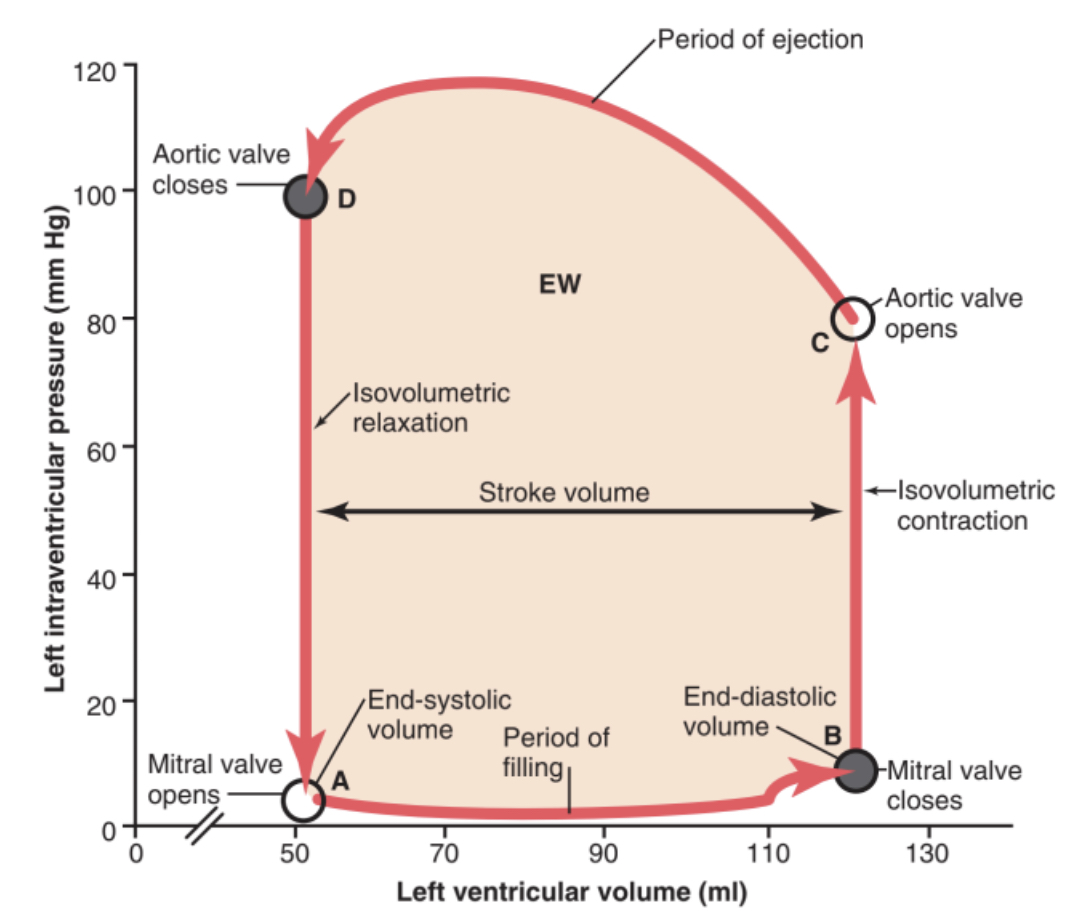 Period of ejection
120
Aortic valve
closes
100
D
EW
Aortic valve
opens
80
C
Left intraventricular pressure (mm Hg)
Isovolumetric
relaxation
60
Stroke volume
Isovolumetric
contraction
40
20
End-systolic
volume
End-diastolic
volume
Period of
filling
B
Mitral valve
opens
A
Mitral valve
closes
0
0
50
70
90
110
130
Left ventricular volume (ml)